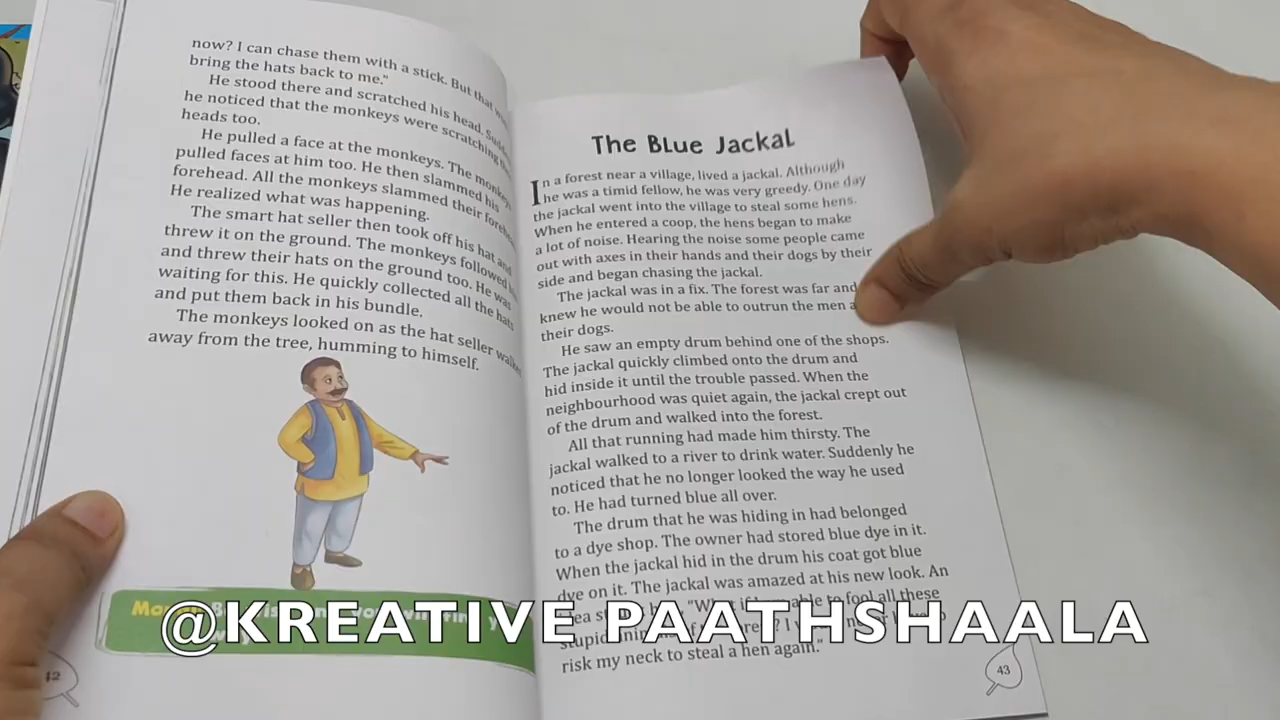 now? I can chase them with a stick. But that
bring the hats back to me."
He stood there and scratched his head.
he noticed that the monkeys were scratching
heads too.
He pulled a face at the monkeys. The
pulled faces at him too. He then slammed his
forehead. All the monkeys slammed their
He realized what was happening.
The smart hat seller then took off his hat and
threw it on the ground. The monkeys followed
and threw their hats on the ground too. He was
waiting for this. He quickly collected all the hats
and put them back in his bundle.
The monkeys looked on as the hat seller
away from the tree, humming to himself.
42
The Blue Jackal
In a forest near a village, lived a jackal. Although
he was a timid fellow, he was very greedy. One day
the jackal went into the village to steal some hens.
When he entered a coop, the hens began to make
a lot of noise. Hearing the noise some people came
out with axes in their hands and their dogs by their
side and began chasing the jackal.
The jackal was in a fix. The forest was far and
knew he would not be able to outrun the men
their dogs.
He saw an empty drum behind one of the shops.
The jackal quickly climbed onto the drum and
hid inside it until the trouble passed. When the
neighbourhood was quiet again, the jackal crept out
of the drum and walked into the forest.
All that running had made him thirsty. The
jackal walked to a river to drink water. Suddenly he
noticed that he no longer looked the way he used
to. He had turned blue all over.
The drum that he was hiding in had belonged
to a dye shop. The owner had stored blue dye in it.
When the jackal hid in the drum his coat got blue
dye on it. The jackal was amazed at his new look. An
to fool all these
stupid
risk my neck to steal a hen again."
43
@KREATIVE PAATHSHAALA